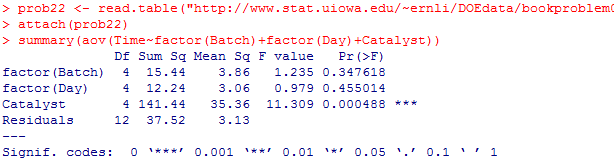 > prob22 <- read.table("http://www.stat.uiowa.edu/~ernli/DOEdata/bookproblem
> attach(prob22)
> summary(aov(Time~factor(Batch)+factor(Day)+Catalyst))
Df Sum Sq Mean Sq F value Pr(>F)
factor(Batch) 4 15.44 3.86 1.235 0.347618
factor(Day) 4 12.24 3.06 0.979 0.455014
Catalyst 4 141.44 35.36 11.309 0.000488 ***
Residuals 12 37.52 3.13
---
Signif. codes: 0 ‘***’ 0.001 ‘**’ 0.01 ‘*’ 0.05 ‘.’ 0.1 ‘ ’ 1